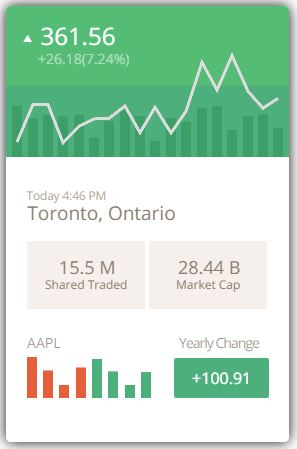 ▲ 361.56
+26.18(7.24%)
Today 4:46 PM
Toronto, Ontario
15.5 M
Shared Traded
28.44 B
Market Cap
AAPL
Yearly Change
+100.91